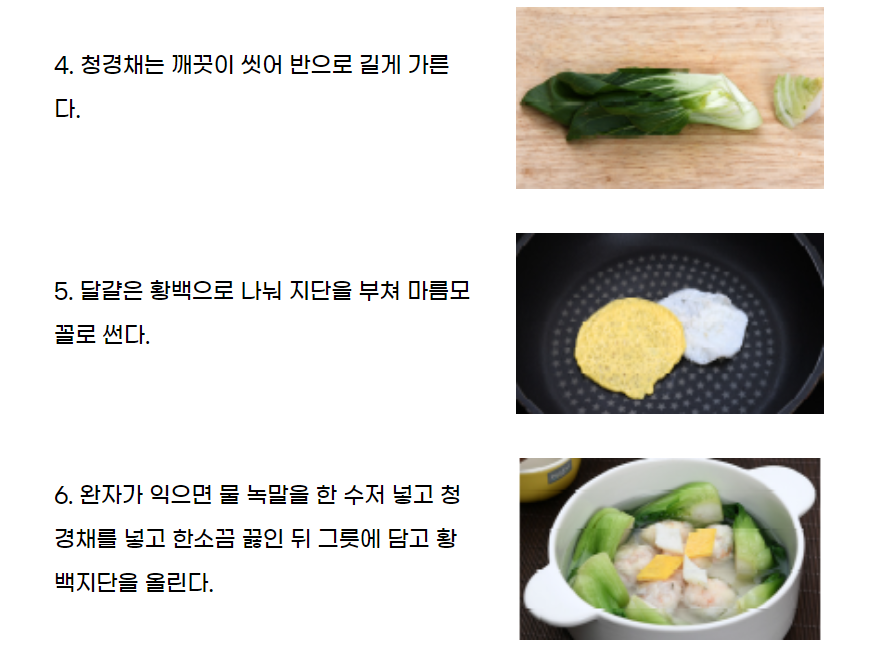 4. 청경채는 깨끗이 씻어 반으로 길게 가른
다.
5. 달걀은 황백으로 나눠 지단을 부쳐 마름모
꼴로 썬다.
6. 완자가 익으면 물 녹말을 한 수저 넣고 청
경채를 넣고 한소끔 끓인 뒤 그릇에 담고 황
백지단을 올린다.